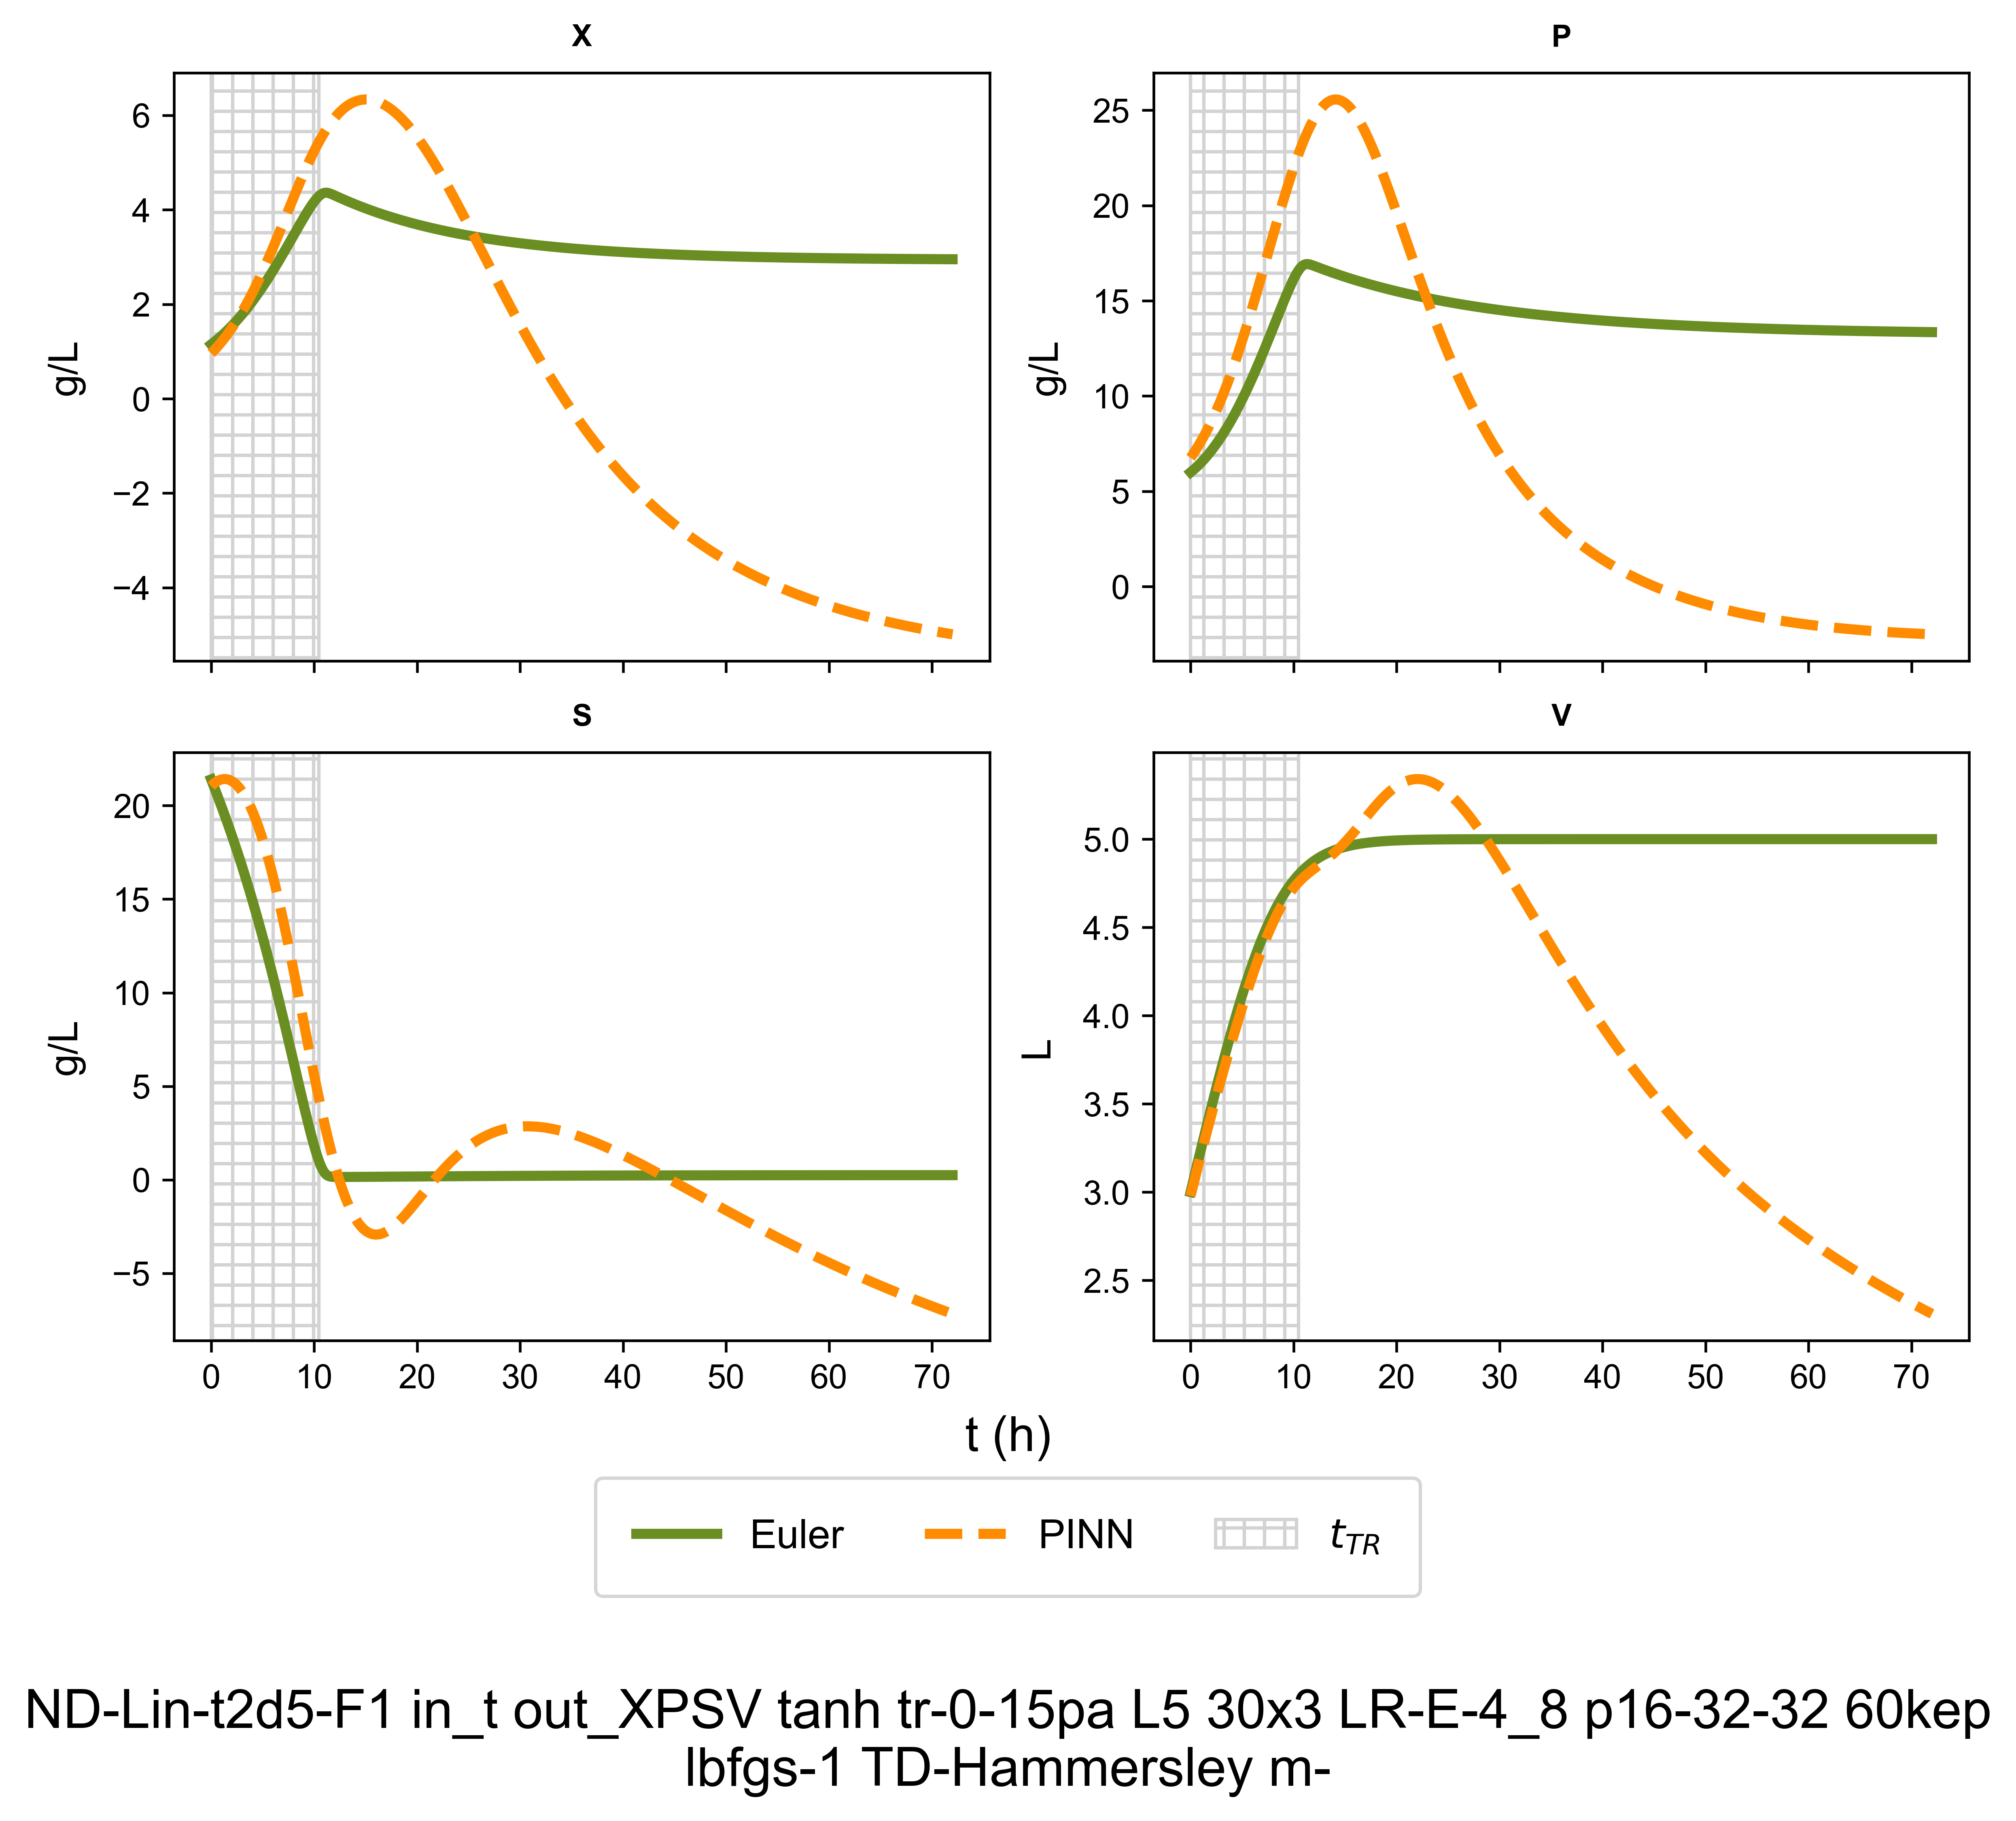 X
P
6
4
2
0
−2
−4
g/L
25
20
15
10
5
0
g/L
S
V
20
15
10
5
0
−5
g/L
5.0
4.5
4.0
3.5
3.0
2.5
L
0 10 20 30 40 50 60 70
0 10 20 30 40 50 60 70
t (h)
Euler PINN tTR
ND-Lin-t2d5-F1 in_t out_XPSV tanh tr-0-15pa L5 30x3 LR-E-4_8 p16-32-32 60kep
lbfgs-1 TD-Hammersley m-